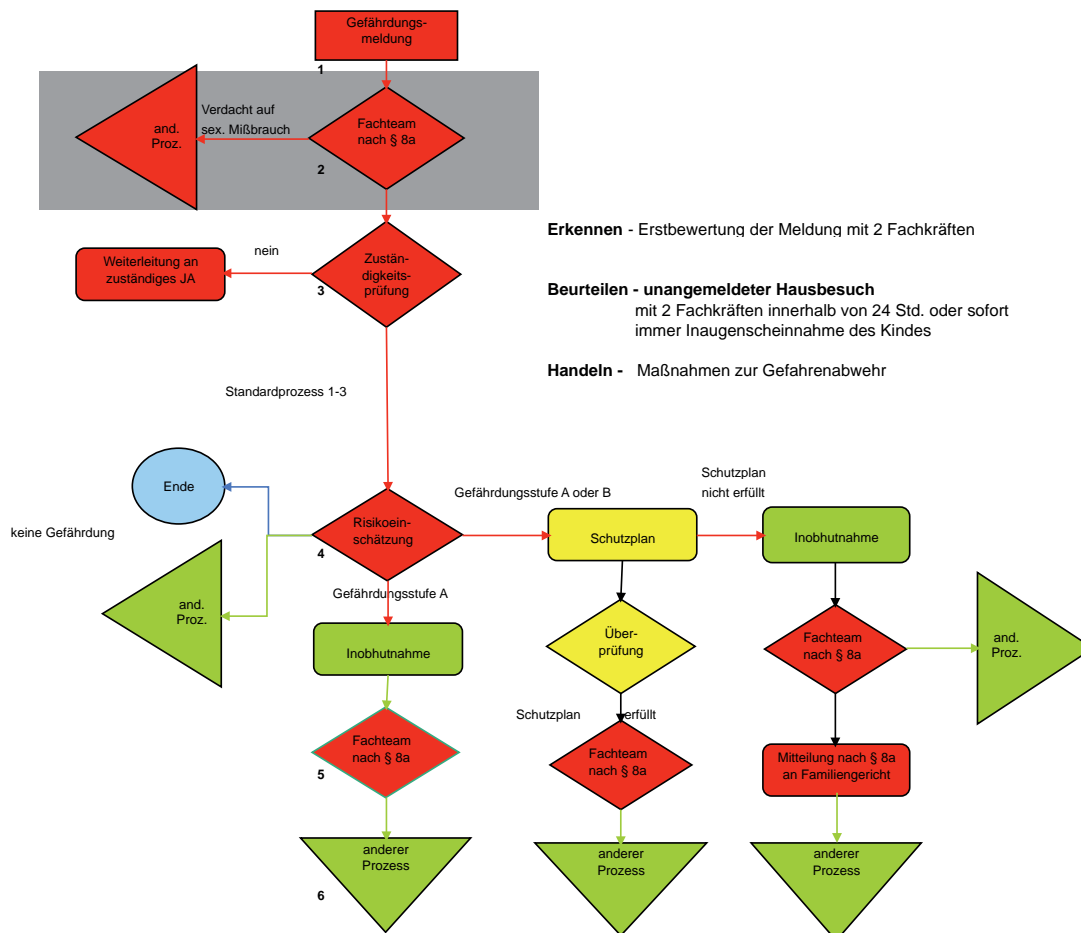 Gefährdungs-
meldung
1
Verdacht auf
sex. Mißbrauch
and.
Proz.
Fachteam
nach § 8a
2
Erkennen - Erstbewertung der Meldung mit 2 Fachkräften
nein
Weiterleitung an
zuständiges JA
Zustän-
digkeits-
prüfung
3
Beurteilen - unangemeldeter Hausbesuch
mit 2 Fachkräften innerhalb von 24 Std. oder sofort
immer Inaugenscheinnahme des Kindes
Handeln - Maßnahmen zur Gefahrenabwehr
Standardprozess 1-3
Schutzplan
nicht erfüllt
Gefährdungsstufe A oder B
Ende
keine Gefährdung
Risikoein-
schätzung
4
Schutzplan
Inobhutnahme
Gefährdungsstufe A
and.
Proz.
Inobhutnahme
Über-
prüfung
Fachteam
nach § 8a
and.
Proz.
Schutzplan erfüllt
Fachteam
nach § 8a
5
Fachteam
nach § 8a
Mitteilung nach § 8a
an Familiengericht
anderer
Prozess
6
anderer
Prozess
anderer
Prozess